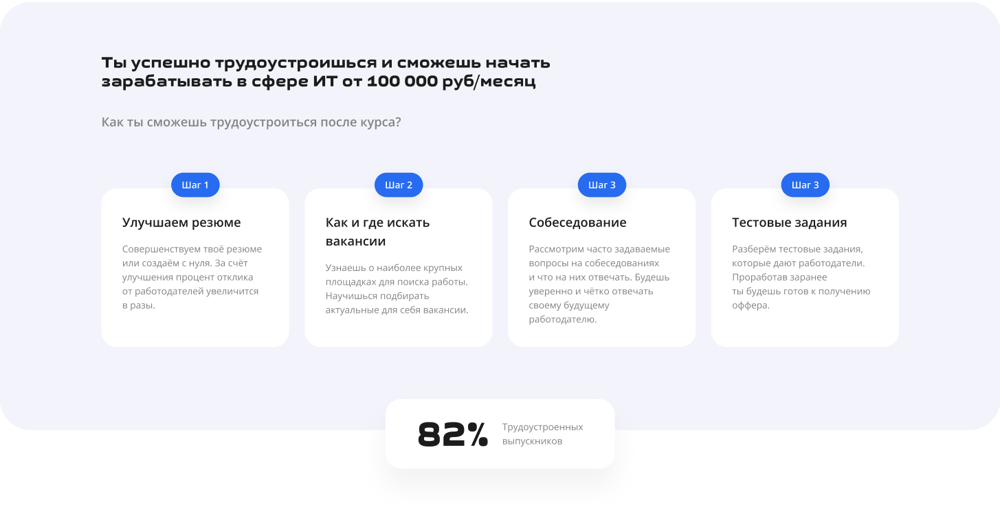 Ты успешно трудоустроишься и сможешь начать
зарабатывать в сфере ИТ от 100 000 руб/месяц
Как ты сможешь трудоустроиться после курса?
Шаг 1
Улучшаем резюме
Совершенствуем твоё резюме
или создаём с нуля. За счёт
улучшения процент отклика
от работодателей увеличится
в разы.
Шаг 2
Как и где искать
вакансии
Узнаешь о наиболее крупных
площадках для поиска работы.
Научишься подбирать
актуальные для себя вакансии.
Шаг 3
Собеседование
Рассмотрим часто задаваемые
вопросы на собеседованиях
и что на них отвечать. Будешь
уверенно и чётко отвечать
своему будущему
работодателю.
Шаг 3
Тестовые задания
Разберём тестовые задания,
которые дают работодатели.
Проработав заранее
ты будешь готов к получению
оффера.
82%
Трудоустроенных
выпускников